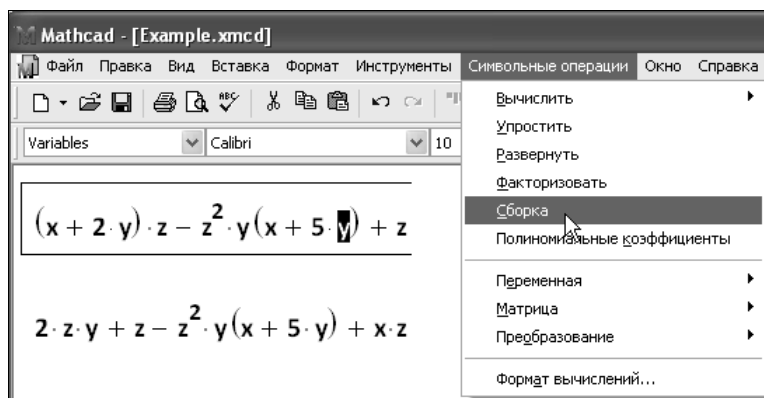 Mathcad - [Example.xmcd]
Файл Правка Вид Вставка Формат Инструменты Символьные операции Окно Справка
Вычислить
Упростить
Развернуть
Факторизовать
Сборка
Полиномиальные коэффициенты
Переменная
Матрица
Преобразование
Формат вычислений...
ABC
Variables Calibri 10
(x + 2·y)·z − z²·y(x + 5·y) + z
2·z·y + z − z²·y(x + 5·y) + x·z